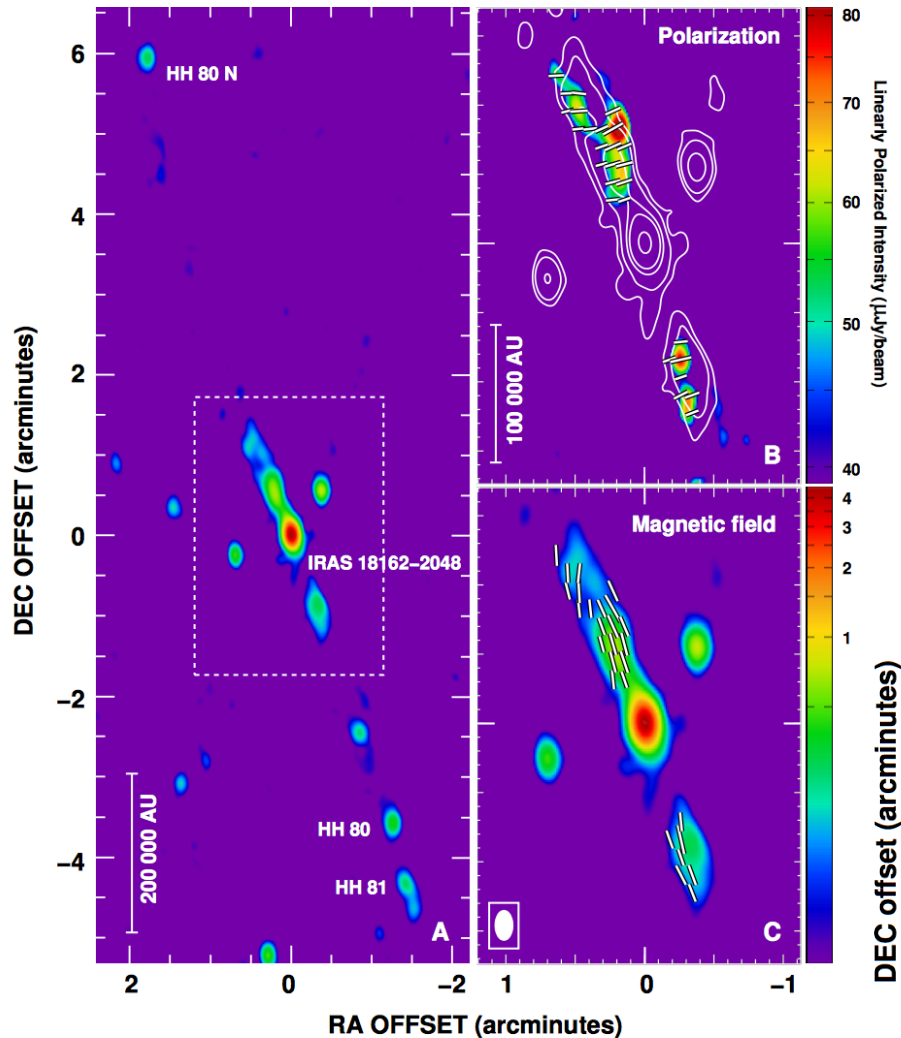 6
4
2
0
−2
−4
DEC OFFSET (arcminutes)
HH 80 N
IRAS 18162−2048
HH 80
HH 81
200 000 AU
A
2
0
−2
Polarization
100 000 AU
B
80
70
60
50
40
Linearly Polarized Intensity (μJy/beam)
Magnetic field
C
1
0
−1
4
3
2
1
DEC offset (arcminutes)
RA OFFSET (arcminutes)